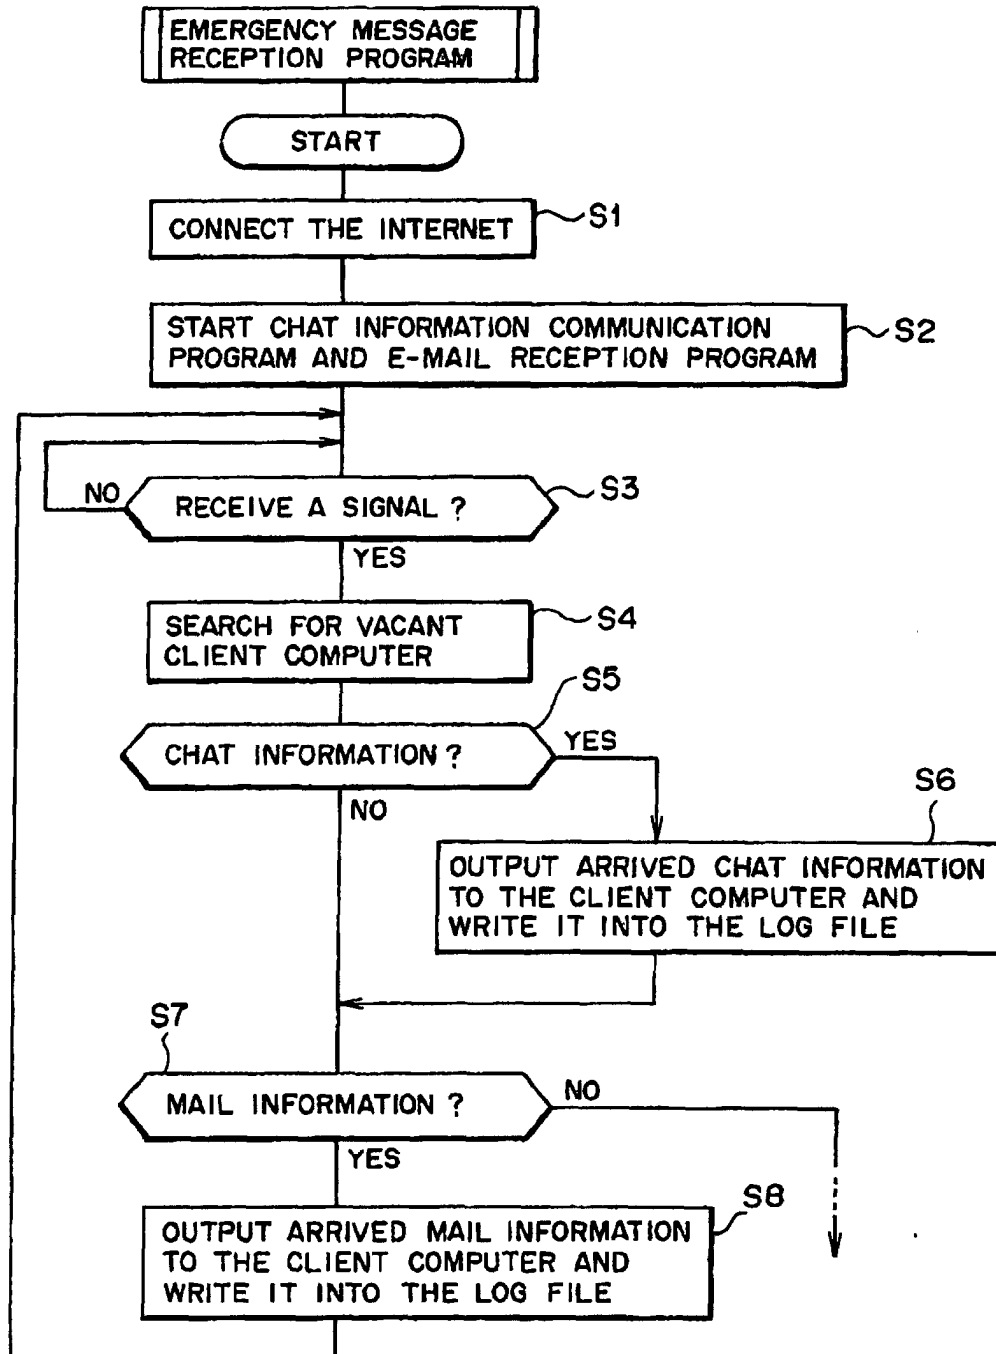 EMERGENCY MESSAGE
RECEPTION PROGRAM
START
CONNECT THE INTERNET
S1
START CHAT INFORMATION COMMUNICATION
PROGRAM AND E-MAIL RECEPTION PROGRAM
S2
NO
RECEIVE A SIGNAL ?
S3
YES
SEARCH FOR VACANT
CLIENT COMPUTER
S4
S5
CHAT INFORMATION ?
YES
NO
S6
OUTPUT ARRIVED CHAT INFORMATION
TO THE CLIENT COMPUTER AND
WRITE IT INTO THE LOG FILE
S7
MAIL INFORMATION ?
NO
YES
S8
OUTPUT ARRIVED MAIL INFORMATION
TO THE CLIENT COMPUTER AND
WRITE IT INTO THE LOG FILE